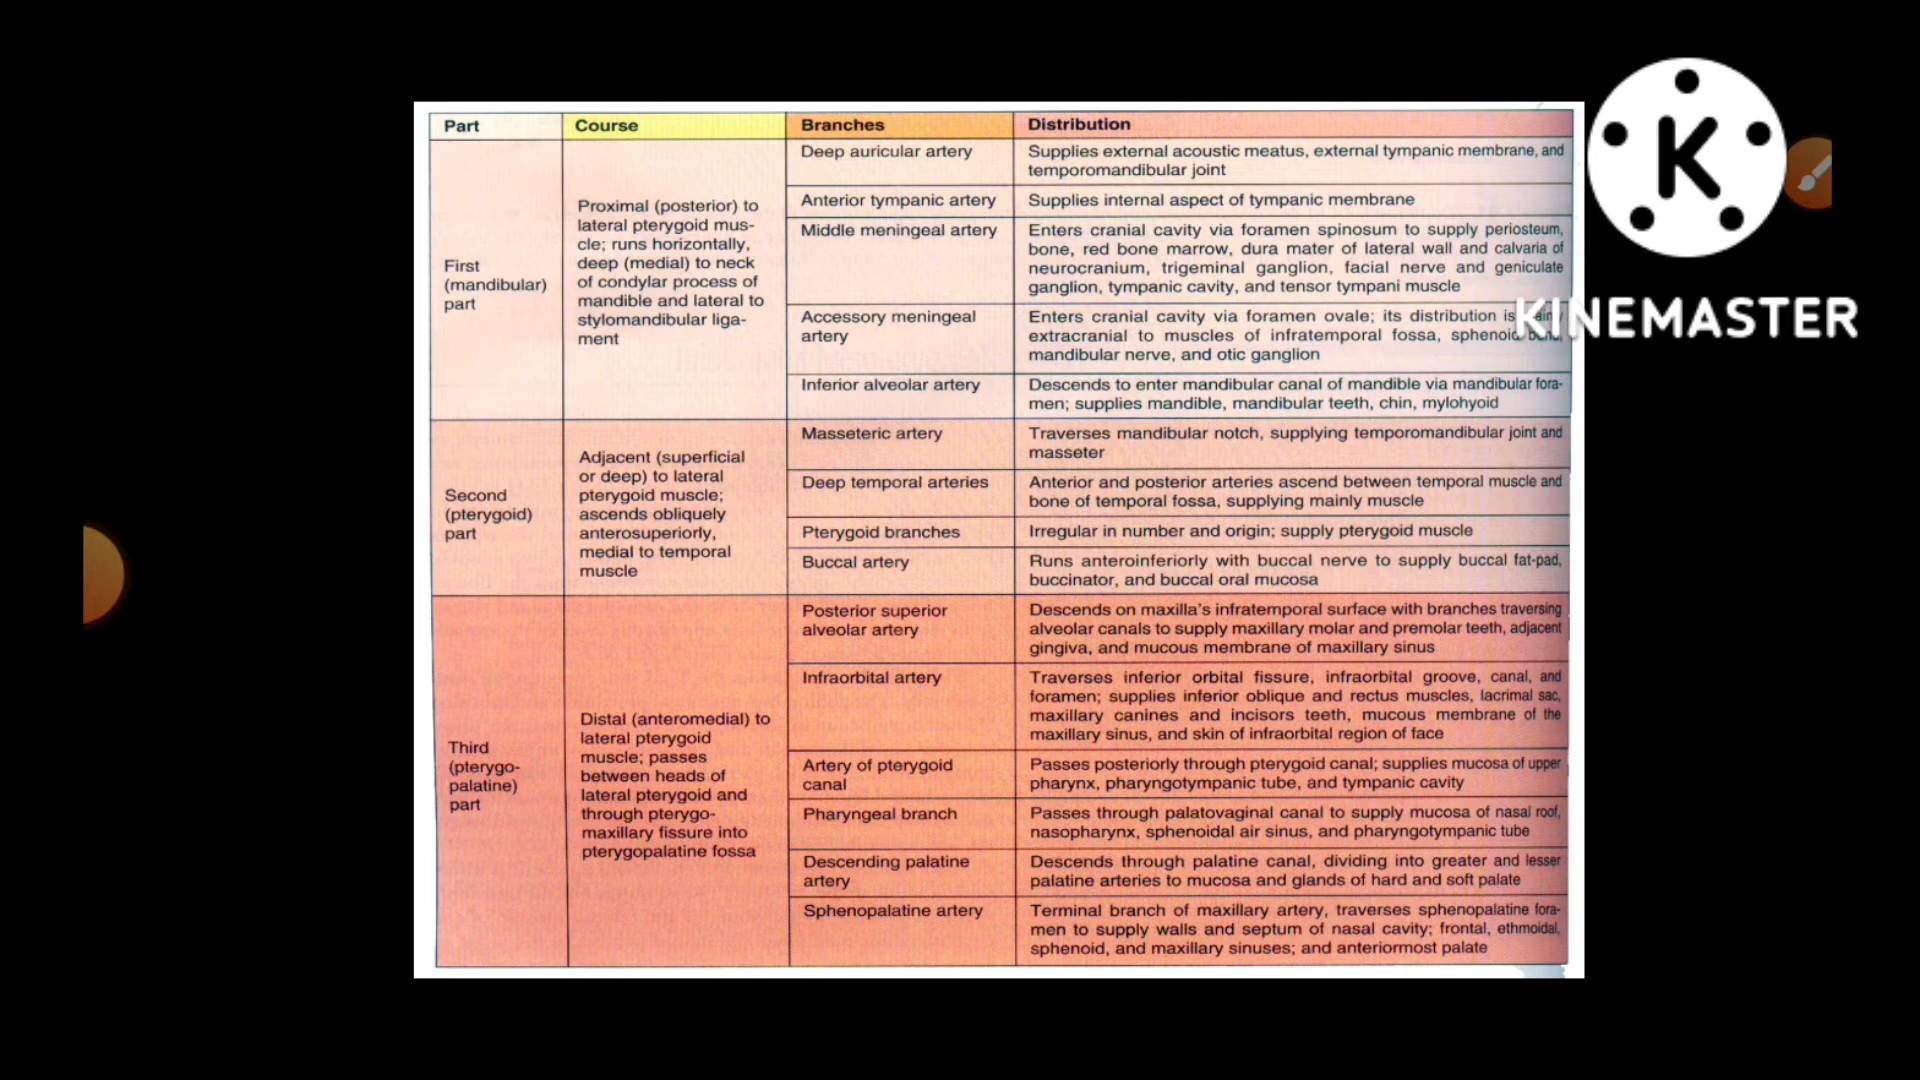 Part Course Branches Distribution
First
(mandibular)
part
Proximal (posterior) to
lateral pterygoid mus-
cle; runs horizontally,
deep (medial) to neck
of condylar process of
mandible and lateral to
stylomandibular liga-
ment
Deep auricular artery
Supplies external acoustic meatus, external tympanic membrane, and
temporomandibular joint
Anterior tympanic artery
Supplies internal aspect of tympanic membrane
Middle meningeal artery
Enters cranial cavity via foramen spinosum to supply periosteum,
bone, red bone marrow, dura mater of lateral wall and calvaria of
neurocranium, trigeminal ganglion, facial nerve and geniculate
ganglion, tympanic cavity, and tensor tympani muscle
Accessory meningeal
artery
Enters cranial cavity via foramen ovale; its distribution is
extracranial to muscles of infratemporal fossa, sphenoid
mandibular nerve, and otic ganglion
Inferior alveolar artery
Descends to enter mandibular canal of mandible via mandibular fora-
men; supplies mandible, mandibular teeth, chin, mylohyoid
Second
(pterygoid)
part
Adjacent (superficial
or deep) to lateral
pterygoid muscle;
ascends obliquely
anterosuperiorly,
medial to temporal
muscle
Masseteric artery
Traverses mandibular notch, supplying temporomandibular joint and
masseter
Deep temporal arteries
Anterior and posterior arteries ascend between temporal muscle and
bone of temporal fossa, supplying mainly muscle
Pterygoid branches
Irregular in number and origin; supply pterygoid muscle
Buccal artery
Runs anteroinferiorly with buccal nerve to supply buccal fat-pad,
buccinator, and buccal oral mucosa
Third
(pterygo-
palatine)
part
Distal (anteromedial) to
lateral pterygoid
muscle; passes
between heads of
lateral pterygoid and
through pterygo-
maxillary fissure into
pterygopalatine fossa
Posterior superior
alveolar artery
Descends on maxilla's infratemporal surface with branches traversing
alveolar canals to supply maxillary molar and premolar teeth, adjacent
gingiva, and mucous membrane of maxillary sinus
Infraorbital artery
Traverses inferior orbital fissure, infraorbital groove, canal, and
foramen; supplies inferior oblique and rectus muscles, lacrimal sac,
maxillary canines and incisors teeth, mucous membrane of the
maxillary sinus, and skin of infraorbital region of face
Artery of pterygoid
canal
Passes posteriorly through pterygoid canal; supplies mucosa of upper
pharynx, pharyngotympanic tube, and tympanic cavity
Pharyngeal branch
Passes through palatovaginal canal to supply mucosa of nasal roof,
nasopharynx, sphenoidal air sinus, and pharyngotympanic tube
Descending palatine
artery
Descends through palatine canal, dividing into greater and lesser
palatine arteries to mucosa and glands of hard and soft palate
Sphenopalatine artery
Terminal branch of maxillary artery, traverses sphenopalatine fora-
men to supply walls and septum of nasal cavity; frontal, ethmoidal,
sphenoid, and maxillary sinuses; and anteriormost palate
K
KINEMASTER